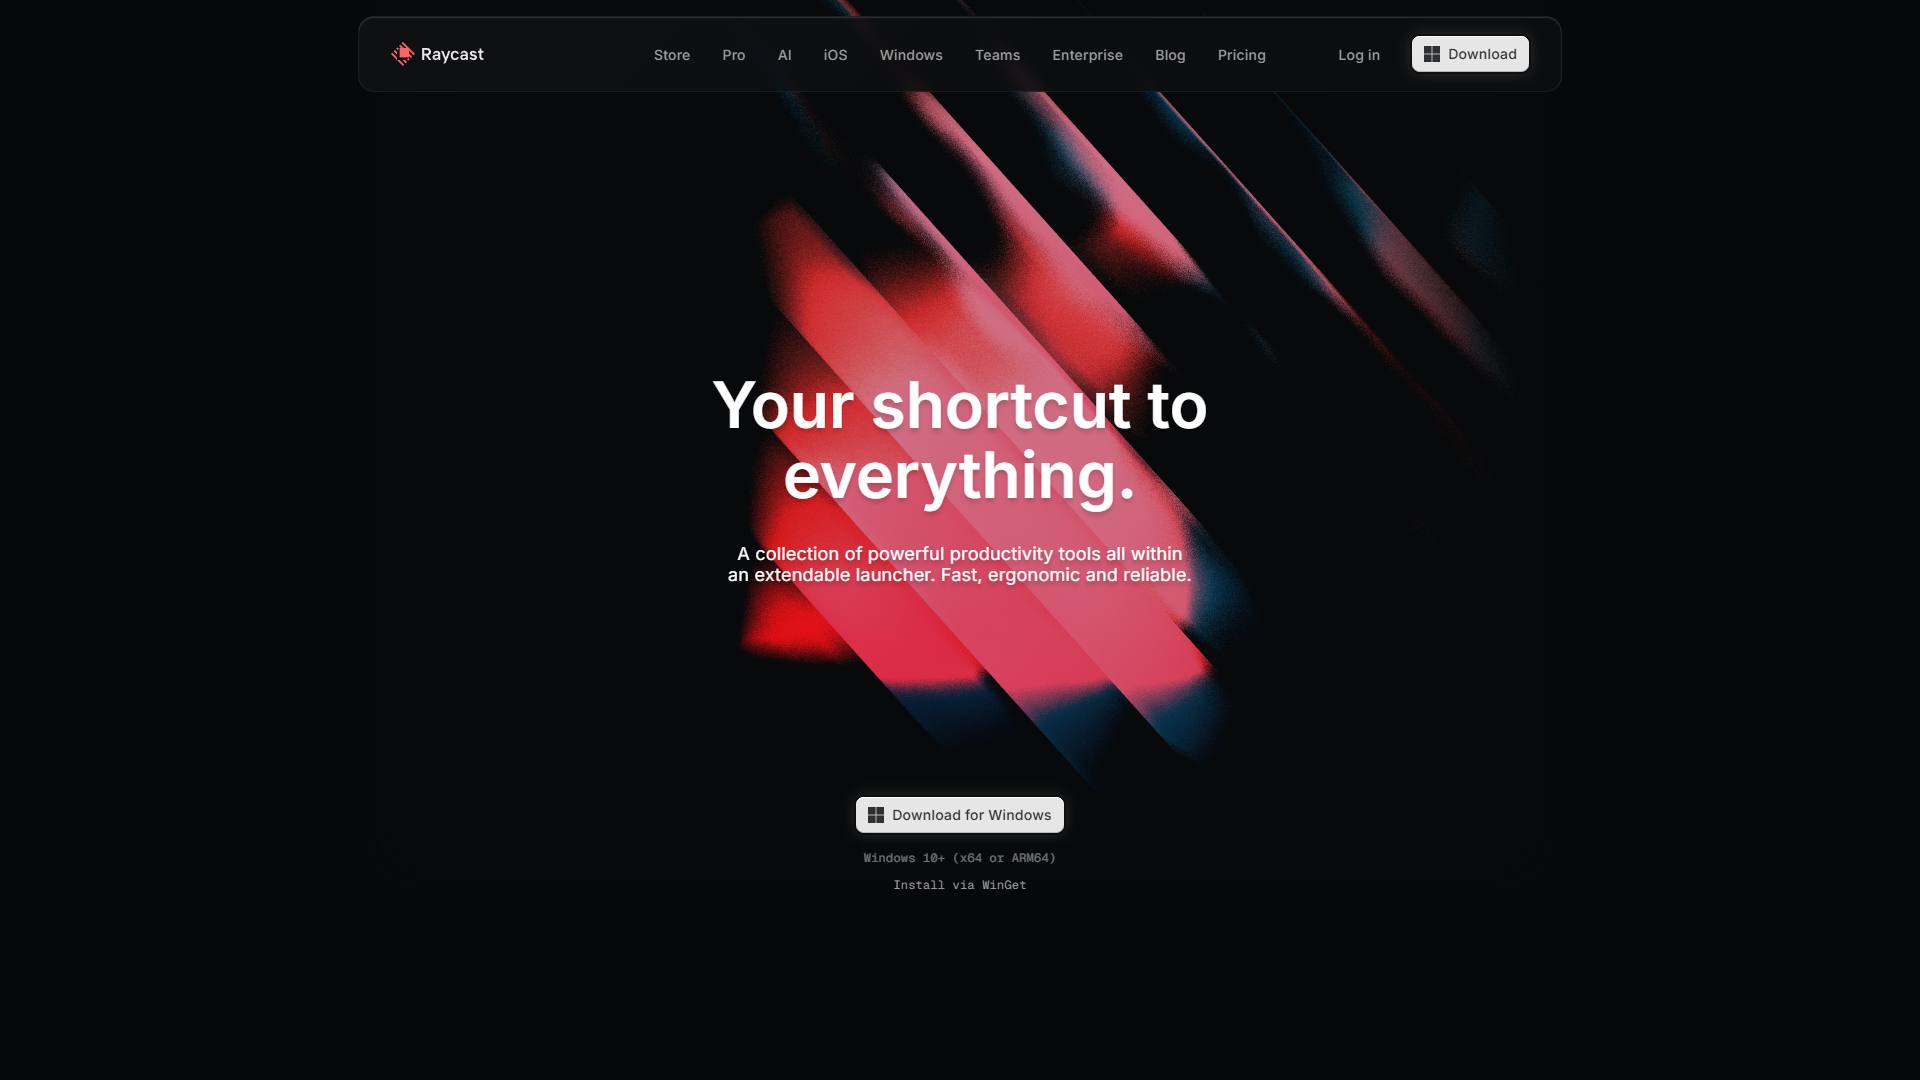 Raycast
Store
Pro
AI
iOS
Windows
Teams
Enterprise
Blog
Pricing
Log in
Download
Your shortcut to
everything.
A collection of powerful productivity tools all within
an extendable launcher. Fast, ergonomic and reliable.
Download for Windows
Windows 10+ (x64 or ARM64)
Install via WinGet